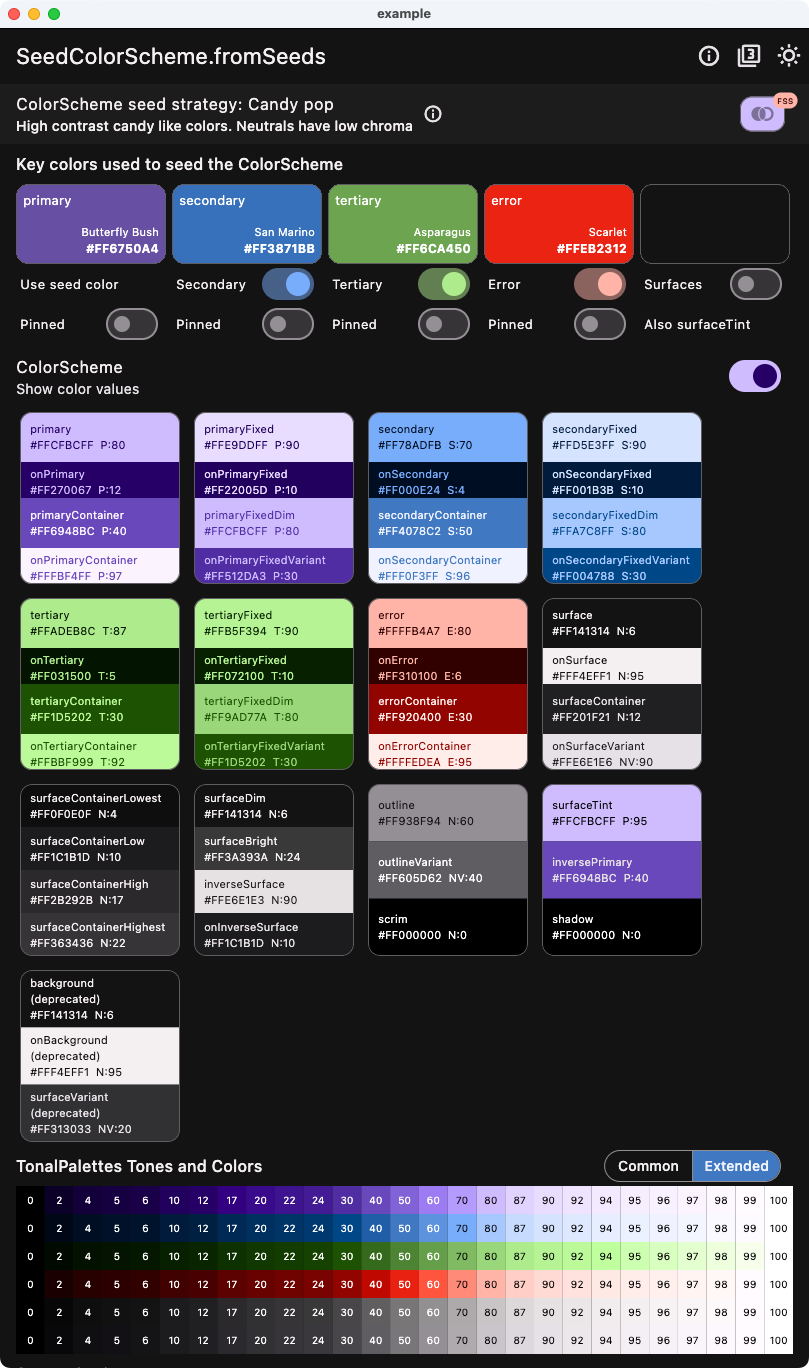 example
SeedColorScheme.fromSeeds
3
ColorScheme seed strategy: Candy pop
FSS
High contrast candy like colors. Neutrals have low chroma
Key colors used to seed the ColorScheme
primary
Butterfly Bush
#FF6750A4
secondary
San Marino
#FF3871BB
tertiary
Asparagus
#FF6CA450
error
Scarlet
#FFEB2312
Use seed color Secondary Tertiary Error Surfaces
Pinned Pinned Pinned Pinned Also surfaceTint
ColorScheme
Show color values
primary
#FFCFBCFF P:80
onPrimary
#FF270067 P:12
primaryContainer
#FF6948BC P:40
onPrimaryContainer
#FFFBF4FF P:97
primaryFixed
#FFE9DDFF P:90
onPrimaryFixed
#FF22005D P:10
primaryFixedDim
#FFCFBCFF P:80
onPrimaryFixedVariant
#FF512DA3 P:30
secondary
#FF78ADFB S:70
onSecondary
#FF000E24 S:4
secondaryContainer
#FF4078C2 S:50
onSecondaryContainer
#FFF0F3FF S:96
secondaryFixed
#FFD5E3FF S:90
onSecondaryFixed
#FF001B3B S:10
secondaryFixedDim
#FFA7C8FF S:80
onSecondaryFixedVariant
#FF004788 S:30
tertiary
#FFADEB8C T:87
onTertiary
#FF031500 T:5
tertiaryContainer
#FF1D5202 T:30
onTertiaryContainer
#FFBBF999 T:92
tertiaryFixed
#FFB5F394 T:90
onTertiaryFixed
#FF072100 T:10
tertiaryFixedDim
#FF9AD77A T:80
onTertiaryFixedVariant
#FF1D5202 T:30
error
#FFFFB4A7 E:80
onError
#FF310100 E:6
errorContainer
#FF920400 E:30
onErrorContainer
#FFFFEDEA E:95
surface
#FF141314 N:6
onSurface
#FFF4EFF1 N:95
surfaceContainer
#FF201F21 N:12
onSurfaceVariant
#FFE6E1E6 NV:90
surfaceContainerLowest
#FF0F0E0F N:4
surfaceContainerLow
#FF1C1B1D N:10
surfaceContainerHigh
#FF2B292B N:17
surfaceContainerHighest
#FF363436 N:22
surfaceDim
#FF141314 N:6
surfaceBright
#FF3A393A N:24
inverseSurface
#FFE6E1E3 N:90
onInverseSurface
#FF1C1B1D N:10
outline
#FF938F94 N:60
outlineVariant
#FF605D62 NV:40
scrim
#FF000000 N:0
surfaceTint
#FFCFBCFF P:95
inversePrimary
#FF6948BC P:40
shadow
#FF000000 N:0
background
(deprecated)
#FF141314 N:6
onBackground
(deprecated)
#FFF4EFF1 N:95
surfaceVariant
(deprecated)
#FF313033 NV:20
TonalPalettes Tones and Colors
Common Extended
0 2 4 5 6 10 12 17 20 22 24 30 40 50 60 70 80 87 90 92 94 95 96 97 98 99 100
0 2 4 5 6 10 12 17 20 22 24 30 40 50 60 70 80 87 90 92 94 95 96 97 98 99 100
0 2 4 5 6 10 12 17 20 22 24 30 40 50 60 70 80 87 90 92 94 95 96 97 98 99 100
0 2 4 5 6 10 12 17 20 22 24 30 40 50 60 70 80 87 90 92 94 95 96 97 98 99 100
0 2 4 5 6 10 12 17 20 22 24 30 40 50 60 70 80 87 90 92 94 95 96 97 98 99 100
0 2 4 5 6 10 12 17 20 22 24 30 40 50 60 70 80 87 90 92 94 95 96 97 98 99 100